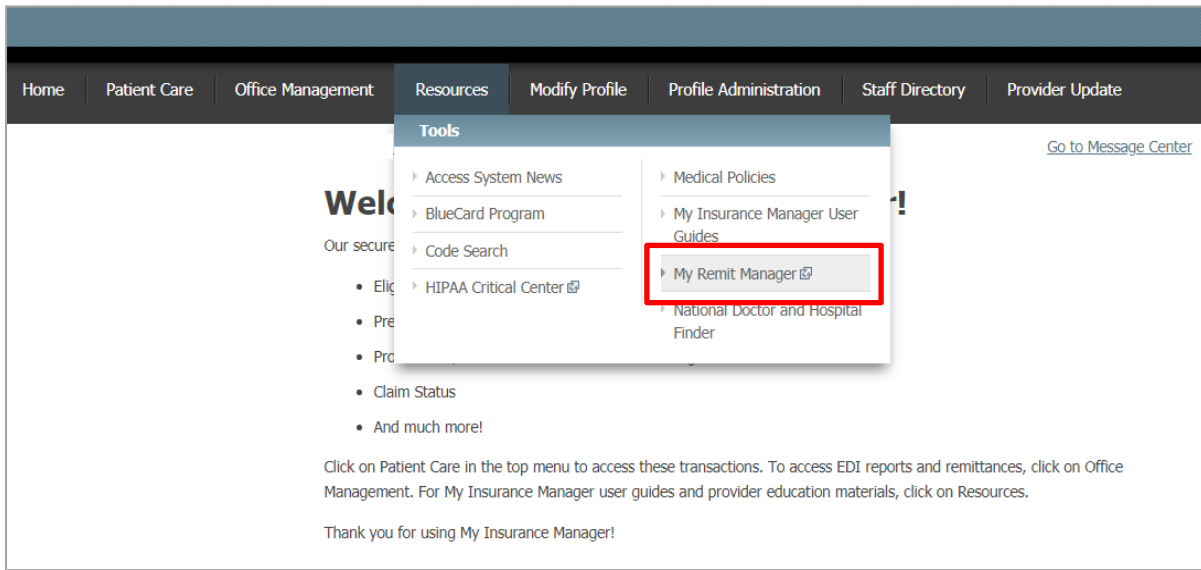 Home Patient Care Office Management Resources Modify Profile Profile Administration Staff Directory Provider Update
Tools
Go to Message Center
Access System News
BlueCard Program
Code Search
HIPAA Critical Center
Medical Policies
My Insurance Manager User
Guides
My Remit Manager
National Doctor and Hospital
Finder
Our secure
• Claim Status
• And much more!
Click on Patient Care in the top menu to access these transactions. To access EDI reports and remittances, click on Office
Management. For My Insurance Manager user guides and provider education materials, click on Resources.
Thank you for using My Insurance Manager!